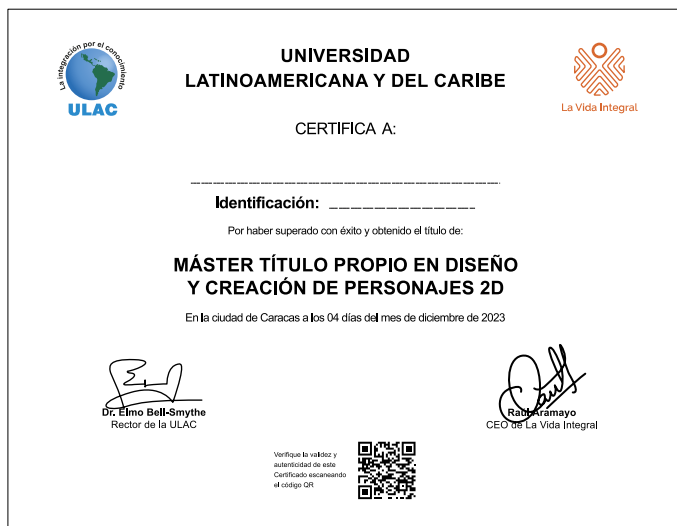 La integración por el conocimiento
ULAC
UNIVERSIDAD
LATINOAMERICANA Y DEL CARIBE
La Vida Integral
CERTIFICA A:
Identificación:
Por haber superado con éxito y obtenido el título de:
MÁSTER TÍTULO PROPIO EN DISEÑO
Y CREACIÓN DE PERSONAJES 2D
En la ciudad de Caracas a los 04 días del mes de diciembre de 2023
Dr. Elmo Bell-Smythe
Rector de la ULAC
Raúl Aramayo
CEO de La Vida Integral
Verifique la validez y
autenticidad de este
Certificado escaneando
el código QR